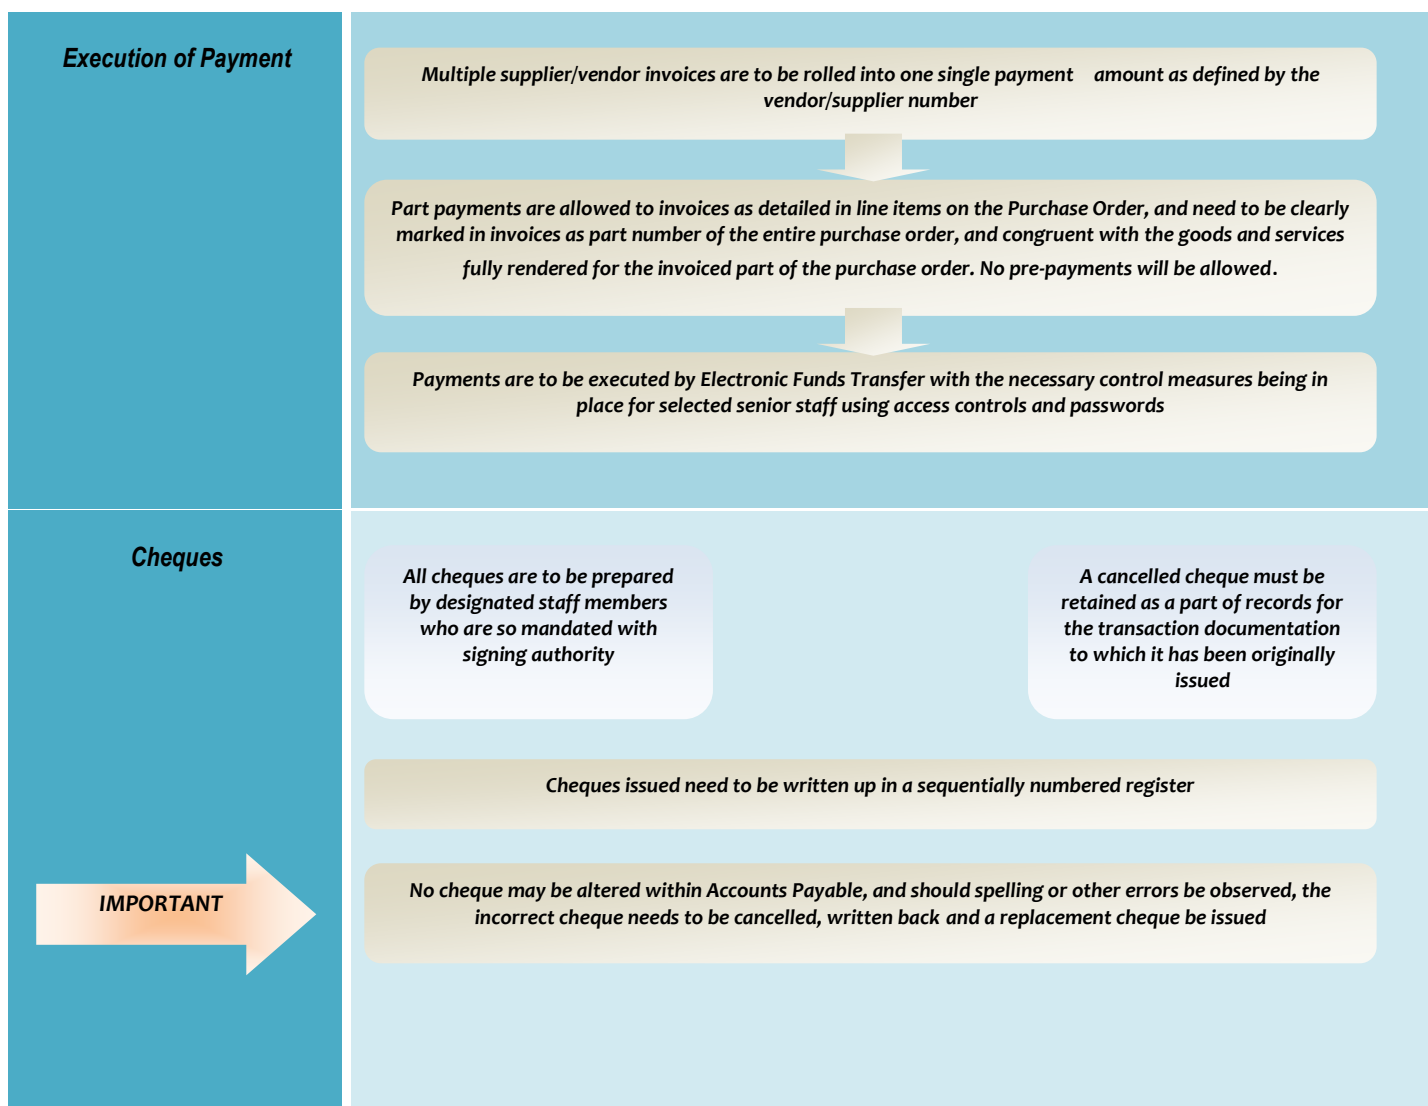 Execution of Payment
Multiple supplier/vendor invoices are to be rolled into one single payment amount as defined by the
vendor/supplier number
Part payments are allowed to invoices as detailed in line items on the Purchase Order, and need to be clearly
marked in invoices as part number of the entire purchase order, and congruent with the goods and services
fully rendered for the invoiced part of the purchase order. No pre-payments will be allowed.
Payments are to be executed by Electronic Funds Transfer with the necessary control measures being in
place for selected senior staff using access controls and passwords
Cheques
All cheques are to be prepared
by designated staff members
who are so mandated with
signing authority
A cancelled cheque must be
retained as a part of records for
the transaction documentation
to which it has been originally
issued
Cheques issued need to be written up in a sequentially numbered register
IMPORTANT
No cheque may be altered within Accounts Payable, and should spelling or other errors be observed, the
incorrect cheque needs to be cancelled, written back and a replacement cheque be issued